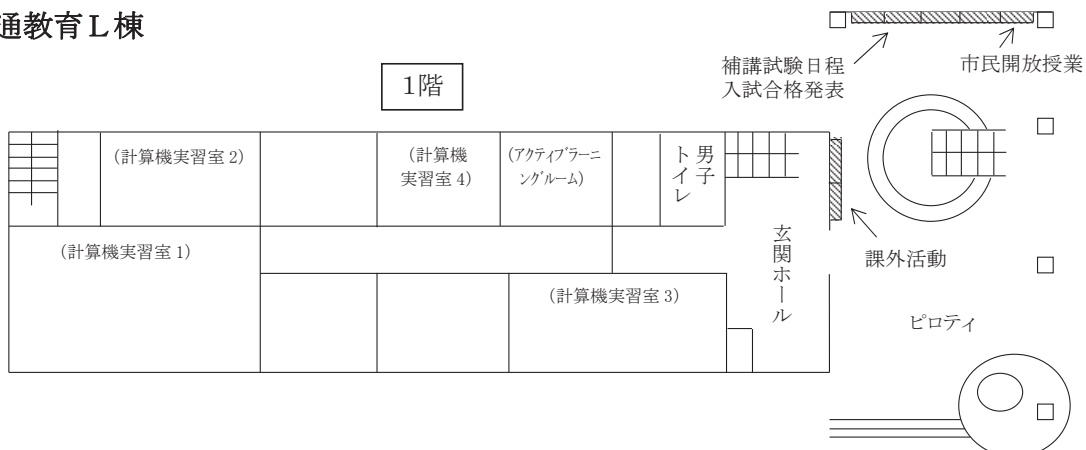 通教育Ｌ棟
1階
補講試験日程
入試合格発表
市民開放授業
(計算機実習室 2)
(計算機
実習室 4)
(ｱｸﾃｨﾌﾞﾗｰﾆ
ﾝｸﾞﾙｰﾑ)
男子
トイレ
(計算機実習室 1)
玄関ホール
課外活動
(計算機実習室 3)
ピロティ